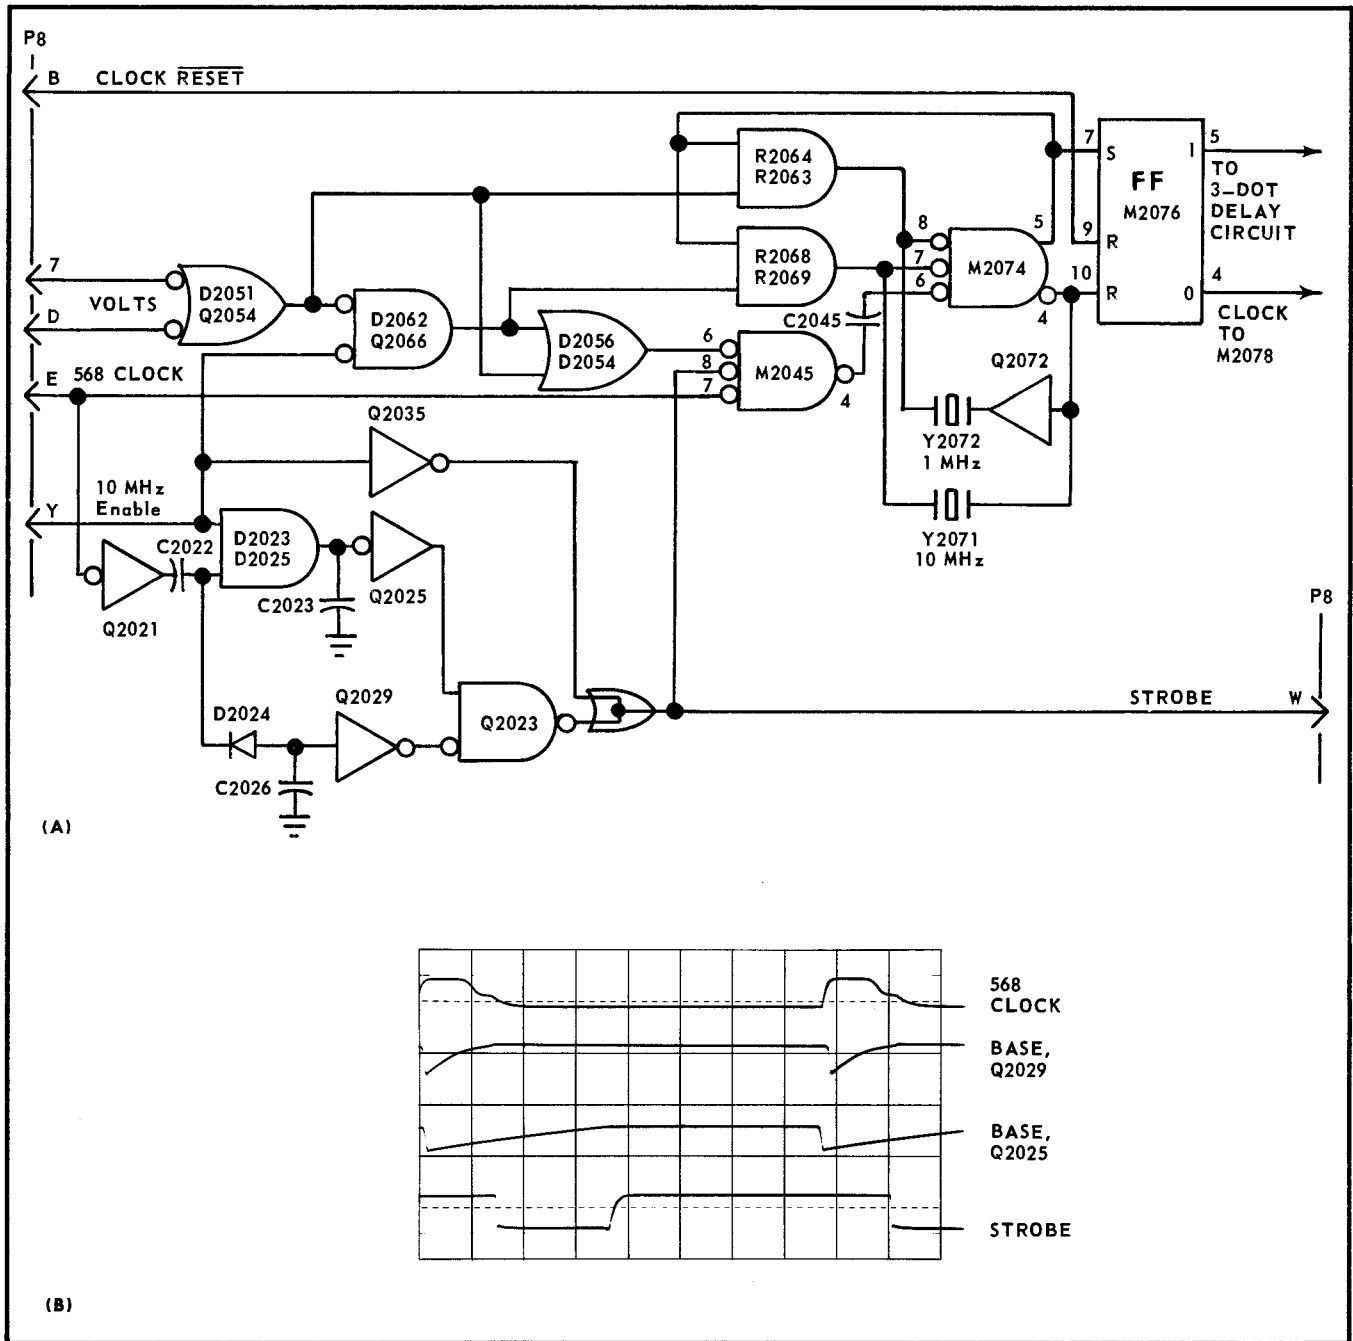 P8
B CLOCK RESET
7
VOLTS
D
E 568 CLOCK
10 MHz
Enable
Y
C2022
Q2021
D2051
Q2054
D2062
Q2066
D2056
D2054
R2064
R2063
R2068
R2069
C2045
6
8
7
M2045
4
8
7
6
M2074
5
4
7 S
9 R
10 R
FF
M2076
1 5
0 4
TO
3-DOT
DELAY
CIRCUIT
CLOCK
TO
M2078
Q2072
Y2072
1 MHz
Y2071
10 MHz
Q2035
D2023
D2025
C2023
Q2025
D2024
C2026
Q2029
Q2023
STROBE W
P8
(A)
568
CLOCK
BASE,
Q2029
BASE,
Q2025
STROBE
(B)